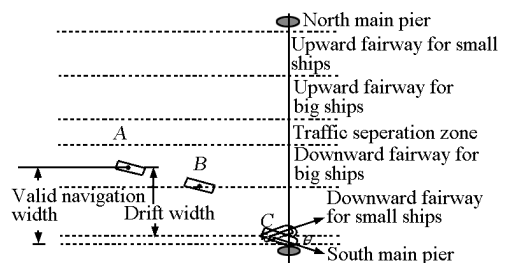 North main pier
Upward fairway for small
ships
Upward fairway for
big ships
A
Traffic seperation zone
B
Downward fairway for
big ships
Valid navigation
width
Drift width
Downward fairway
for small ships
C
θ
South main pier